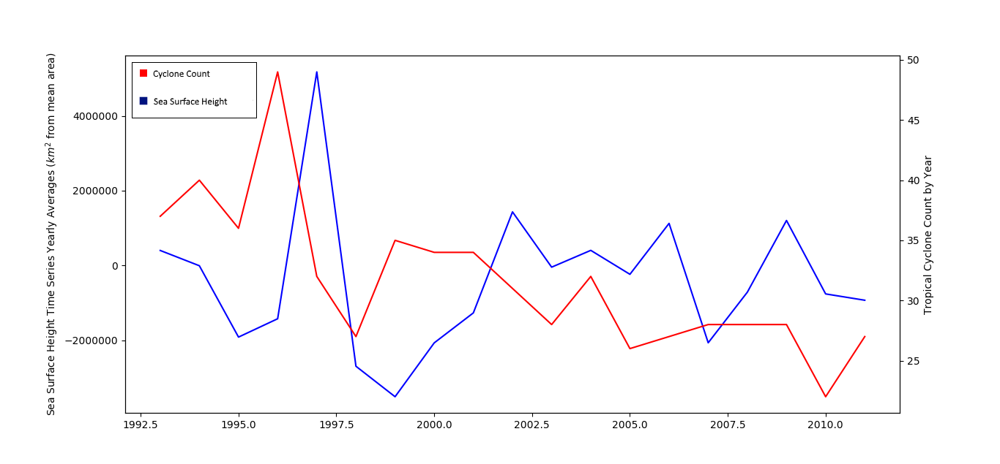 Cyclone Count
Sea Surface Height
Sea Surface Height Time Series Yearly Averages (km² from mean area)
4000000
2000000
0
−2000000
50
45
40
35
30
25
Tropical Cyclone Count by Year
1992.5 1995.0 1997.5 2000.0 2002.5 2005.0 2007.5 2010.0